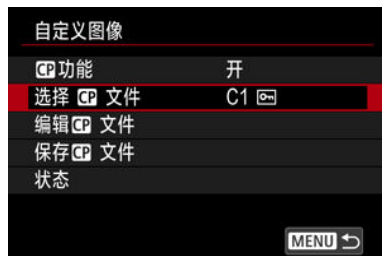 自定义图像
CP功能 开
选择 CP 文件 C1
编辑CP 文件
保存CP 文件
状态
MENU